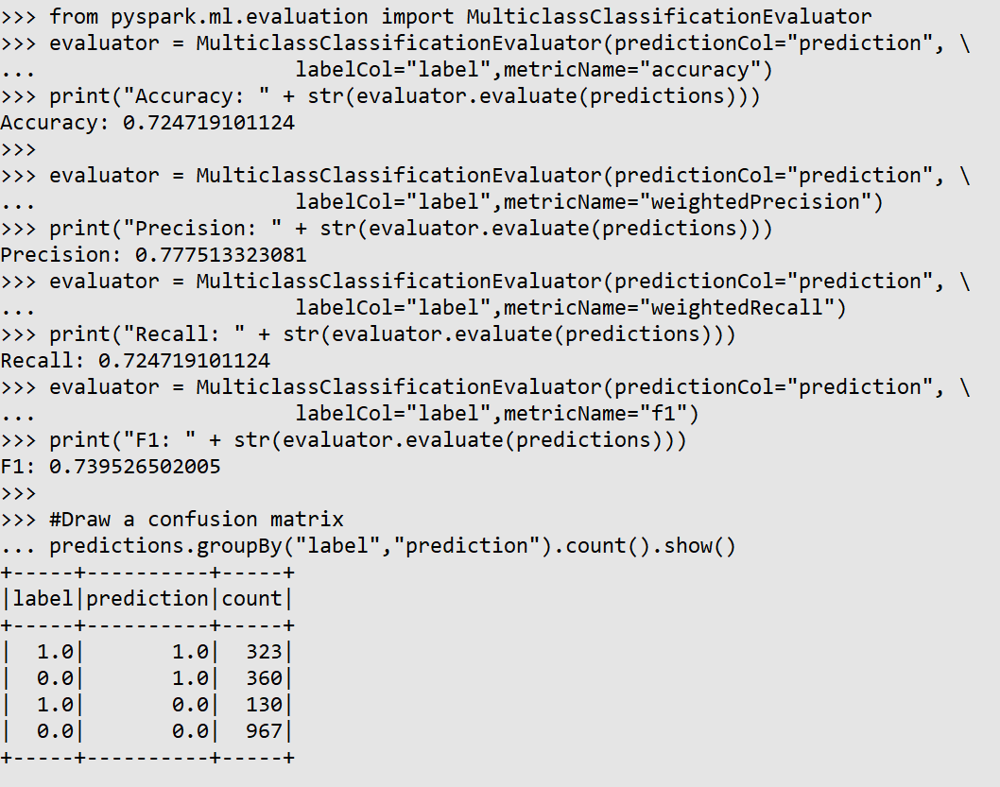 >>> from pyspark.ml.evaluation import MulticlassClassificationEvaluator
>>> evaluator = MulticlassClassificationEvaluator(predictionCol="prediction", \
...                     labelCol="label",metricName="accuracy")
>>> print("Accuracy: " + str(evaluator.evaluate(predictions)))
Accuracy: 0.724719101124
>>>
>>> evaluator = MulticlassClassificationEvaluator(predictionCol="prediction", \
...                     labelCol="label",metricName="weightedPrecision")
>>> print("Precision: " + str(evaluator.evaluate(predictions)))
Precision: 0.777513323081
>>> evaluator = MulticlassClassificationEvaluator(predictionCol="prediction", \
...                     labelCol="label",metricName="weightedRecall")
>>> print("Recall: " + str(evaluator.evaluate(predictions)))
Recall: 0.724719101124
>>> evaluator = MulticlassClassificationEvaluator(predictionCol="prediction", \
...                     labelCol="label",metricName="f1")
>>> print("F1: " + str(evaluator.evaluate(predictions)))
F1: 0.739526502005
>>>
>>> #Draw a confusion matrix
... predictions.groupBy("label","prediction").count().show()
+-----+----------+-----+
|label|prediction|count|
+-----+----------+-----+
|  1.0|       1.0|  323|
|  0.0|       1.0|  360|
|  1.0|       0.0|  130|
|  0.0|       0.0|  967|
+-----+----------+-----+